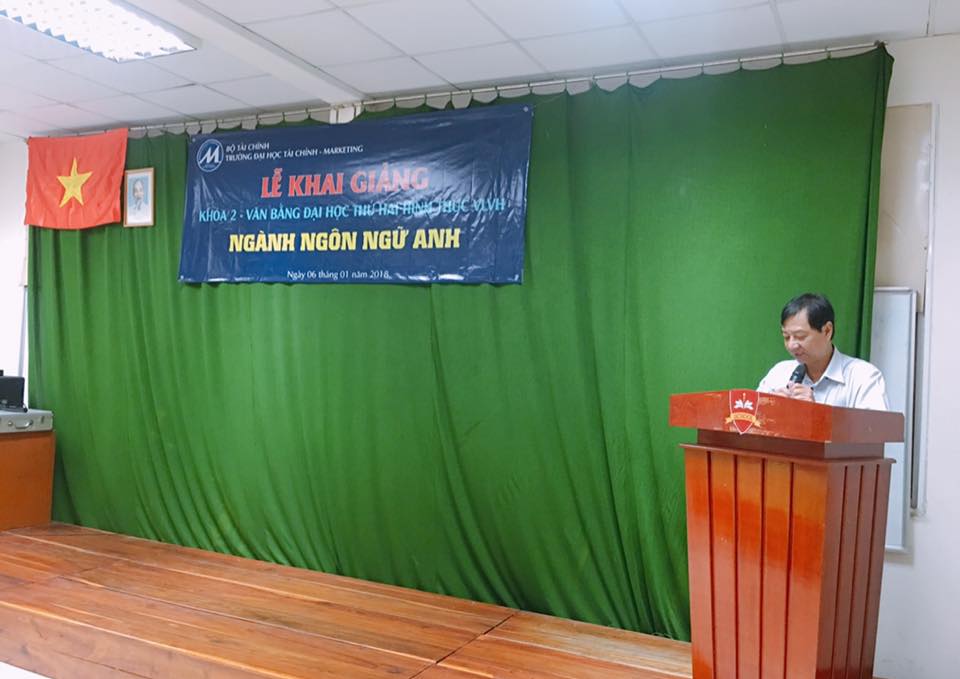 BỘ TÀI CHÍNH
TRƯỜNG ĐẠI HỌC TÀI CHÍNH - MARKETING
LỄ KHAI GIẢNG
KHÓA 2 - VĂN BẰNG ĐẠI HỌC THỨ HAI HÌNH THỨC VLVH
NGÀNH NGÔN NGỮ ANH
Ngày 06 tháng 01 năm 2018